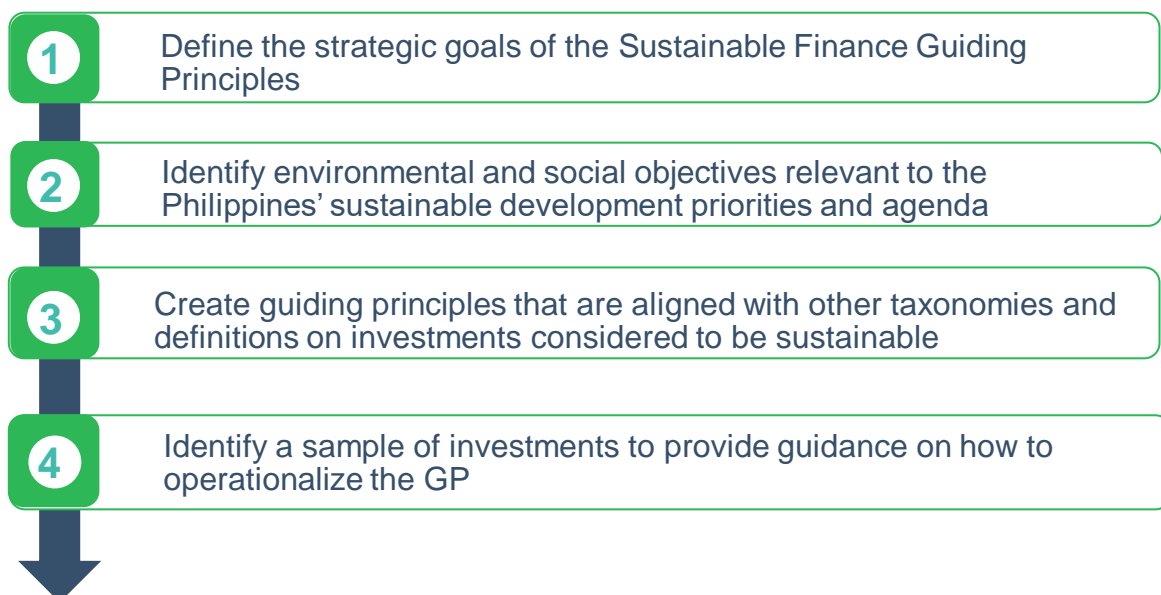 1
Define the strategic goals of the Sustainable Finance Guiding
Principles
2
Identify environmental and social objectives relevant to the
Philippines’ sustainable development priorities and agenda
3
Create guiding principles that are aligned with other taxonomies and
definitions on investments considered to be sustainable
4
Identify a sample of investments to provide guidance on how to
operationalize the GP